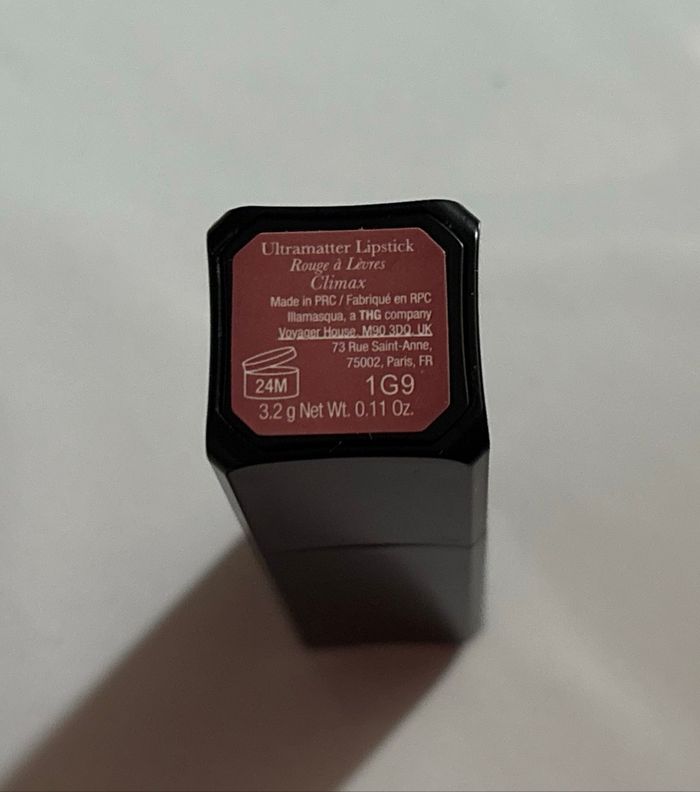 Ultramatter Lipstick
Rouge à Lèvres
Climax
Made in PRC / Fabriqué en RPC
Illamasqua, a THG company
Voyager House, M90 3DQ, UK
73 Rue Saint-Anne,
75002, Paris, FR
24M
1G9
3.2 g Net Wt. 0.11 Oz.